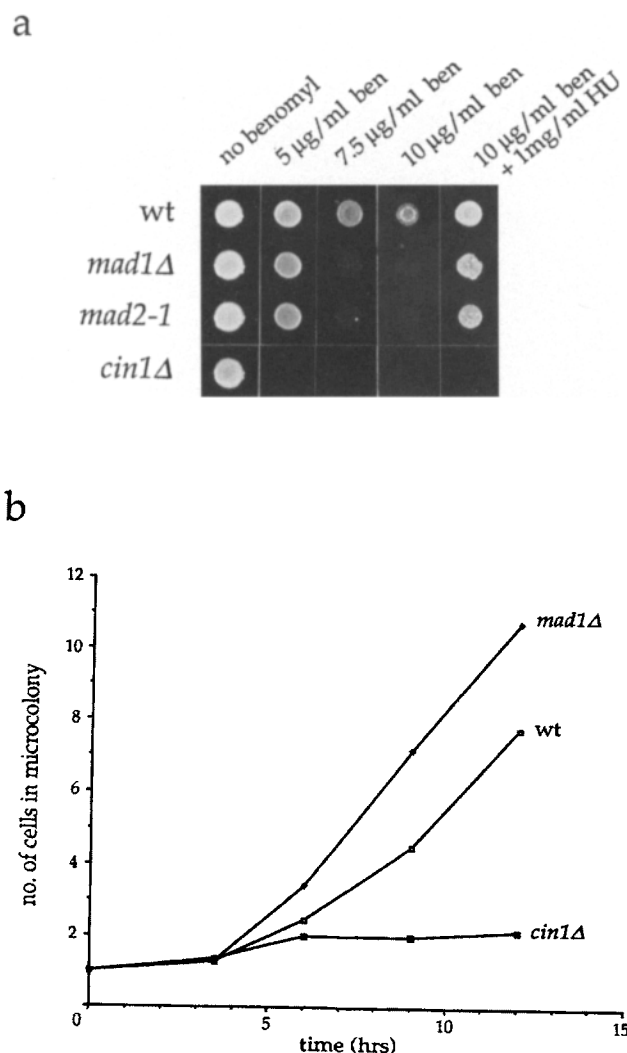 a
no benomyl
5 µg/ml ben
7.5 µg/ml ben
10 µg/ml ben
10 µg/ml ben
+ 1mg/ml HU
wt
mad1Δ
mad2-1
cin1Δ
b
12
10
8
6
4
2
0
5
10
15
no. of cells in microcolony
time (hrs)
mad1Δ
wt
cin1Δ